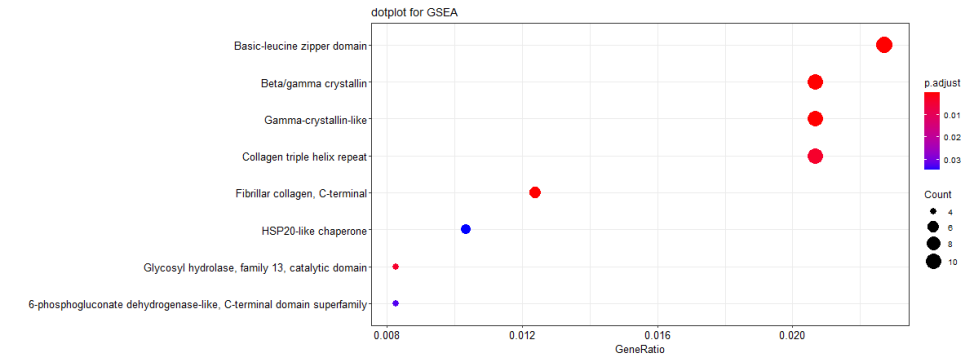 dotplot for GSEA
Basic-leucine zipper domain
Beta/gamma crystallin
Gamma-crystallin-like
Collagen triple helix repeat
Fibrillar collagen, C-terminal
HSP20-like chaperone
Glycosyl hydrolase, family 13, catalytic domain
6-phosphogluconate dehydrogenase-like, C-terminal domain superfamily
0.008 0.012 0.016 0.020
GeneRatio
p.adjust
0.01
0.02
0.03
Count
4
6
8
10